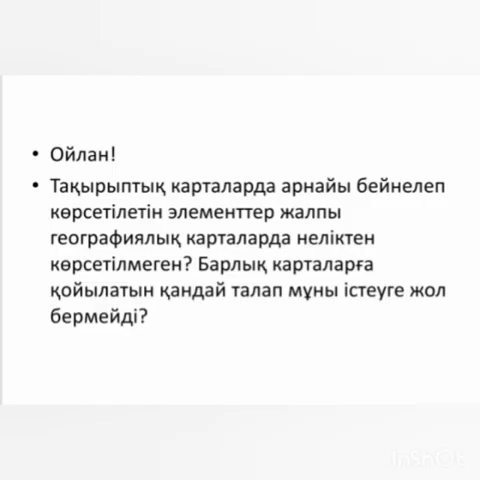 • Ойлан!
• Тақырыптық карталарда арнайы бейнелеп
көрсетілетін элементтер жалпы
географиялық карталарда неліктен
көрсетілмеген? Барлық карталарға
қойылатын қандай талап мұны істеуге жол
бермейді?